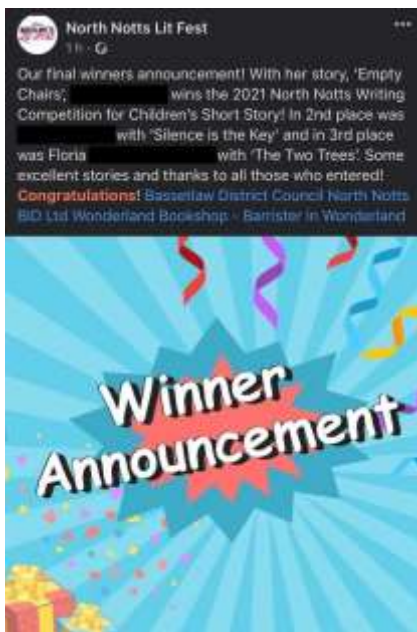 North Notts Lit Fest
1 h ·
Our final winners announcement! With her story, 'Empty
Chairs', wins the 2021 North Notts Writing
Competition for Children's Short Story! In 2nd place was
with 'Silence is the Key' and in 3rd place
was Floria with 'The Two Trees'. Some
excellent stories and thanks to all those who entered!
Congratulations! Bassetlaw District Council North Notts
BID Ltd Wonderland Bookshop - Barrister in Wonderland
Winner
Announcement